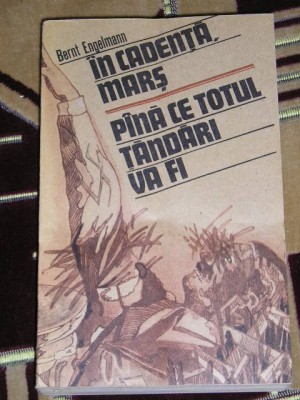 Bernt Engelmann
ÎN CADENȚĂ,
MARȘ
PÎNĂ CE TOTUL
ȚĂNDĂRI
VA FI